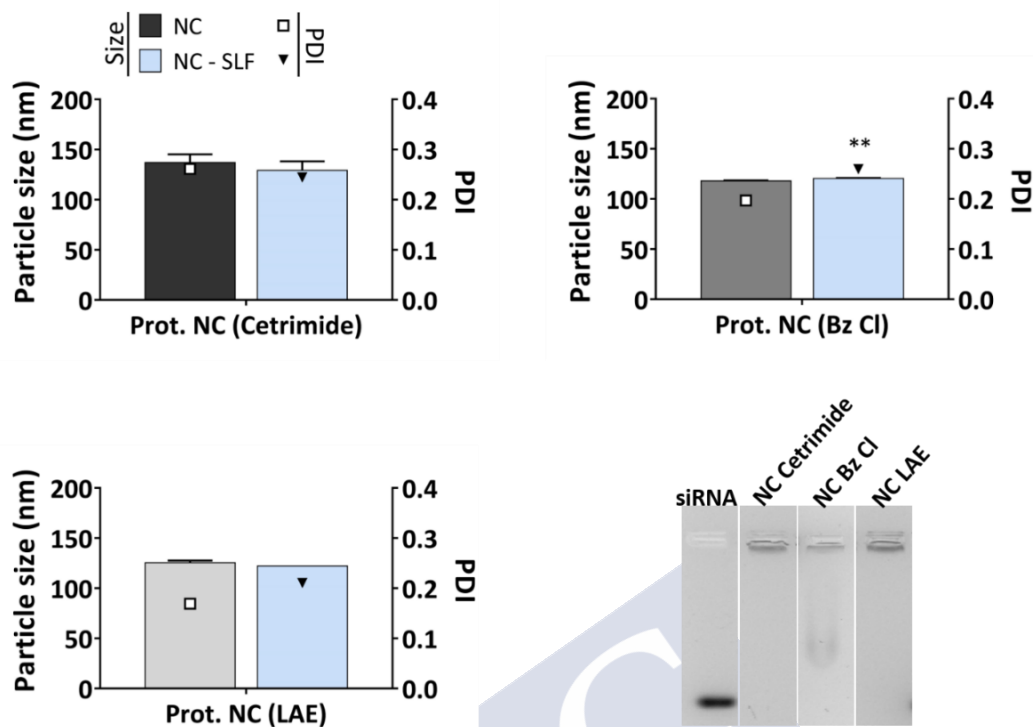 Size
NC
NC - SLF
PDI
Particle size (nm)
200
150
100
50
0
0.4
0.3
0.2
0.1
0.0
PDI
Prot. NC (Cetrimide)
Particle size (nm)
200
150
100
50
0
**
0.4
0.3
0.2
0.1
0.0
PDI
Prot. NC (Bz Cl)
Particle size (nm)
200
150
100
50
0
0.4
0.3
0.2
0.1
0.0
PDI
Prot. NC (LAE)
siRNA
NC Cetrimide
NC Bz Cl
NC LAE